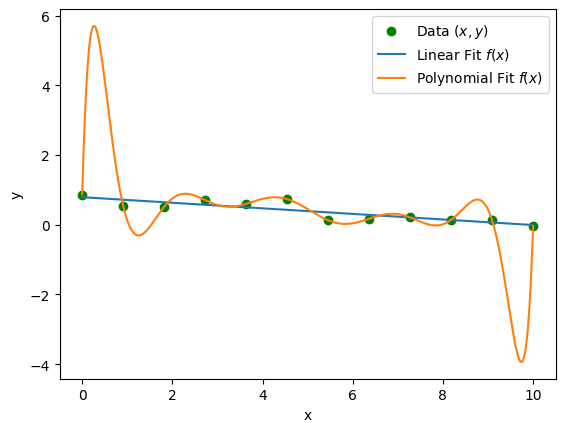 6
4
2
0
−2
−4
y
0
2
4
6
8
10
x
Data (x, y)
Linear Fit f(x)
Polynomial Fit f(x)